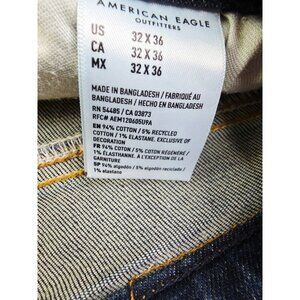 AMERICAN EAGLE
OUTFITTERS
US 32 X 36
CA 32 X 36
MX 32 X 36
MADE IN BANGLADESH / FABRIQUÉ AU
BANGLADESH / HECHO EN BANGLADESH
RN 54485 / CA 03873
RFC# AEM120605U9A
EN 94% COTTON / 5% RECYCLED
COTTON / 1% ELASTANE. EXCLUSIVE OF
DECORATION
FR 94% COTON / 5% COTON RÉGÉNÉRÉ /
1% ÉLASTHANNE. A L'EXCEPTION DE LA
GARNITURE
SP 94% algodón / 5% algodón reciclado /
1% elastano